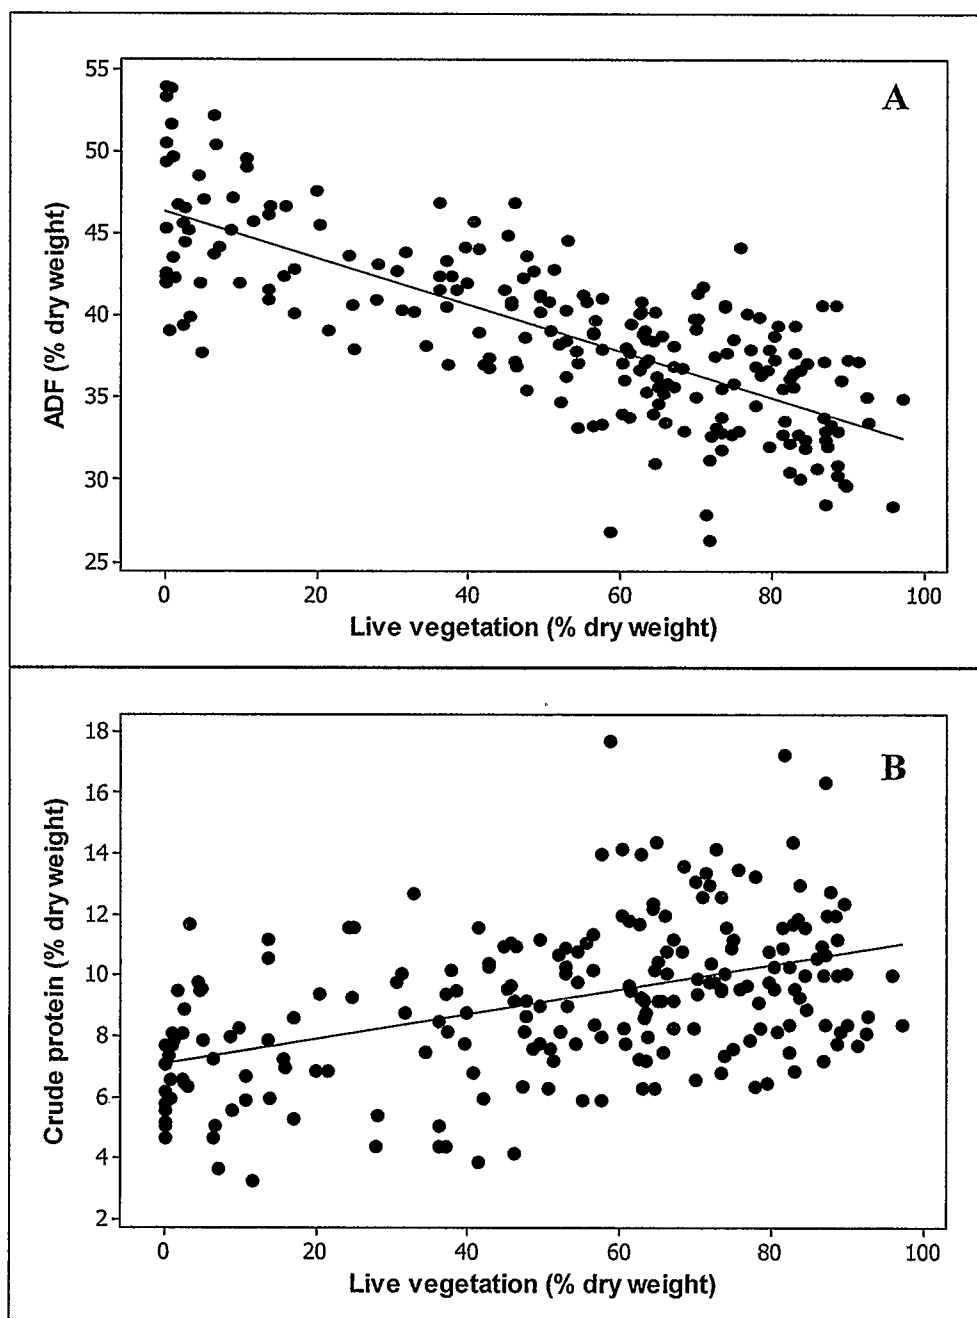 A
55
50
45
40
35
30
25
ADF (% dry weight)
0 20 40 60 80 100
Live vegetation (% dry weight)
B
18
16
14
12
10
8
6
4
2
Crude protein (% dry weight)
0 20 40 60 80 100
Live vegetation (% dry weight)